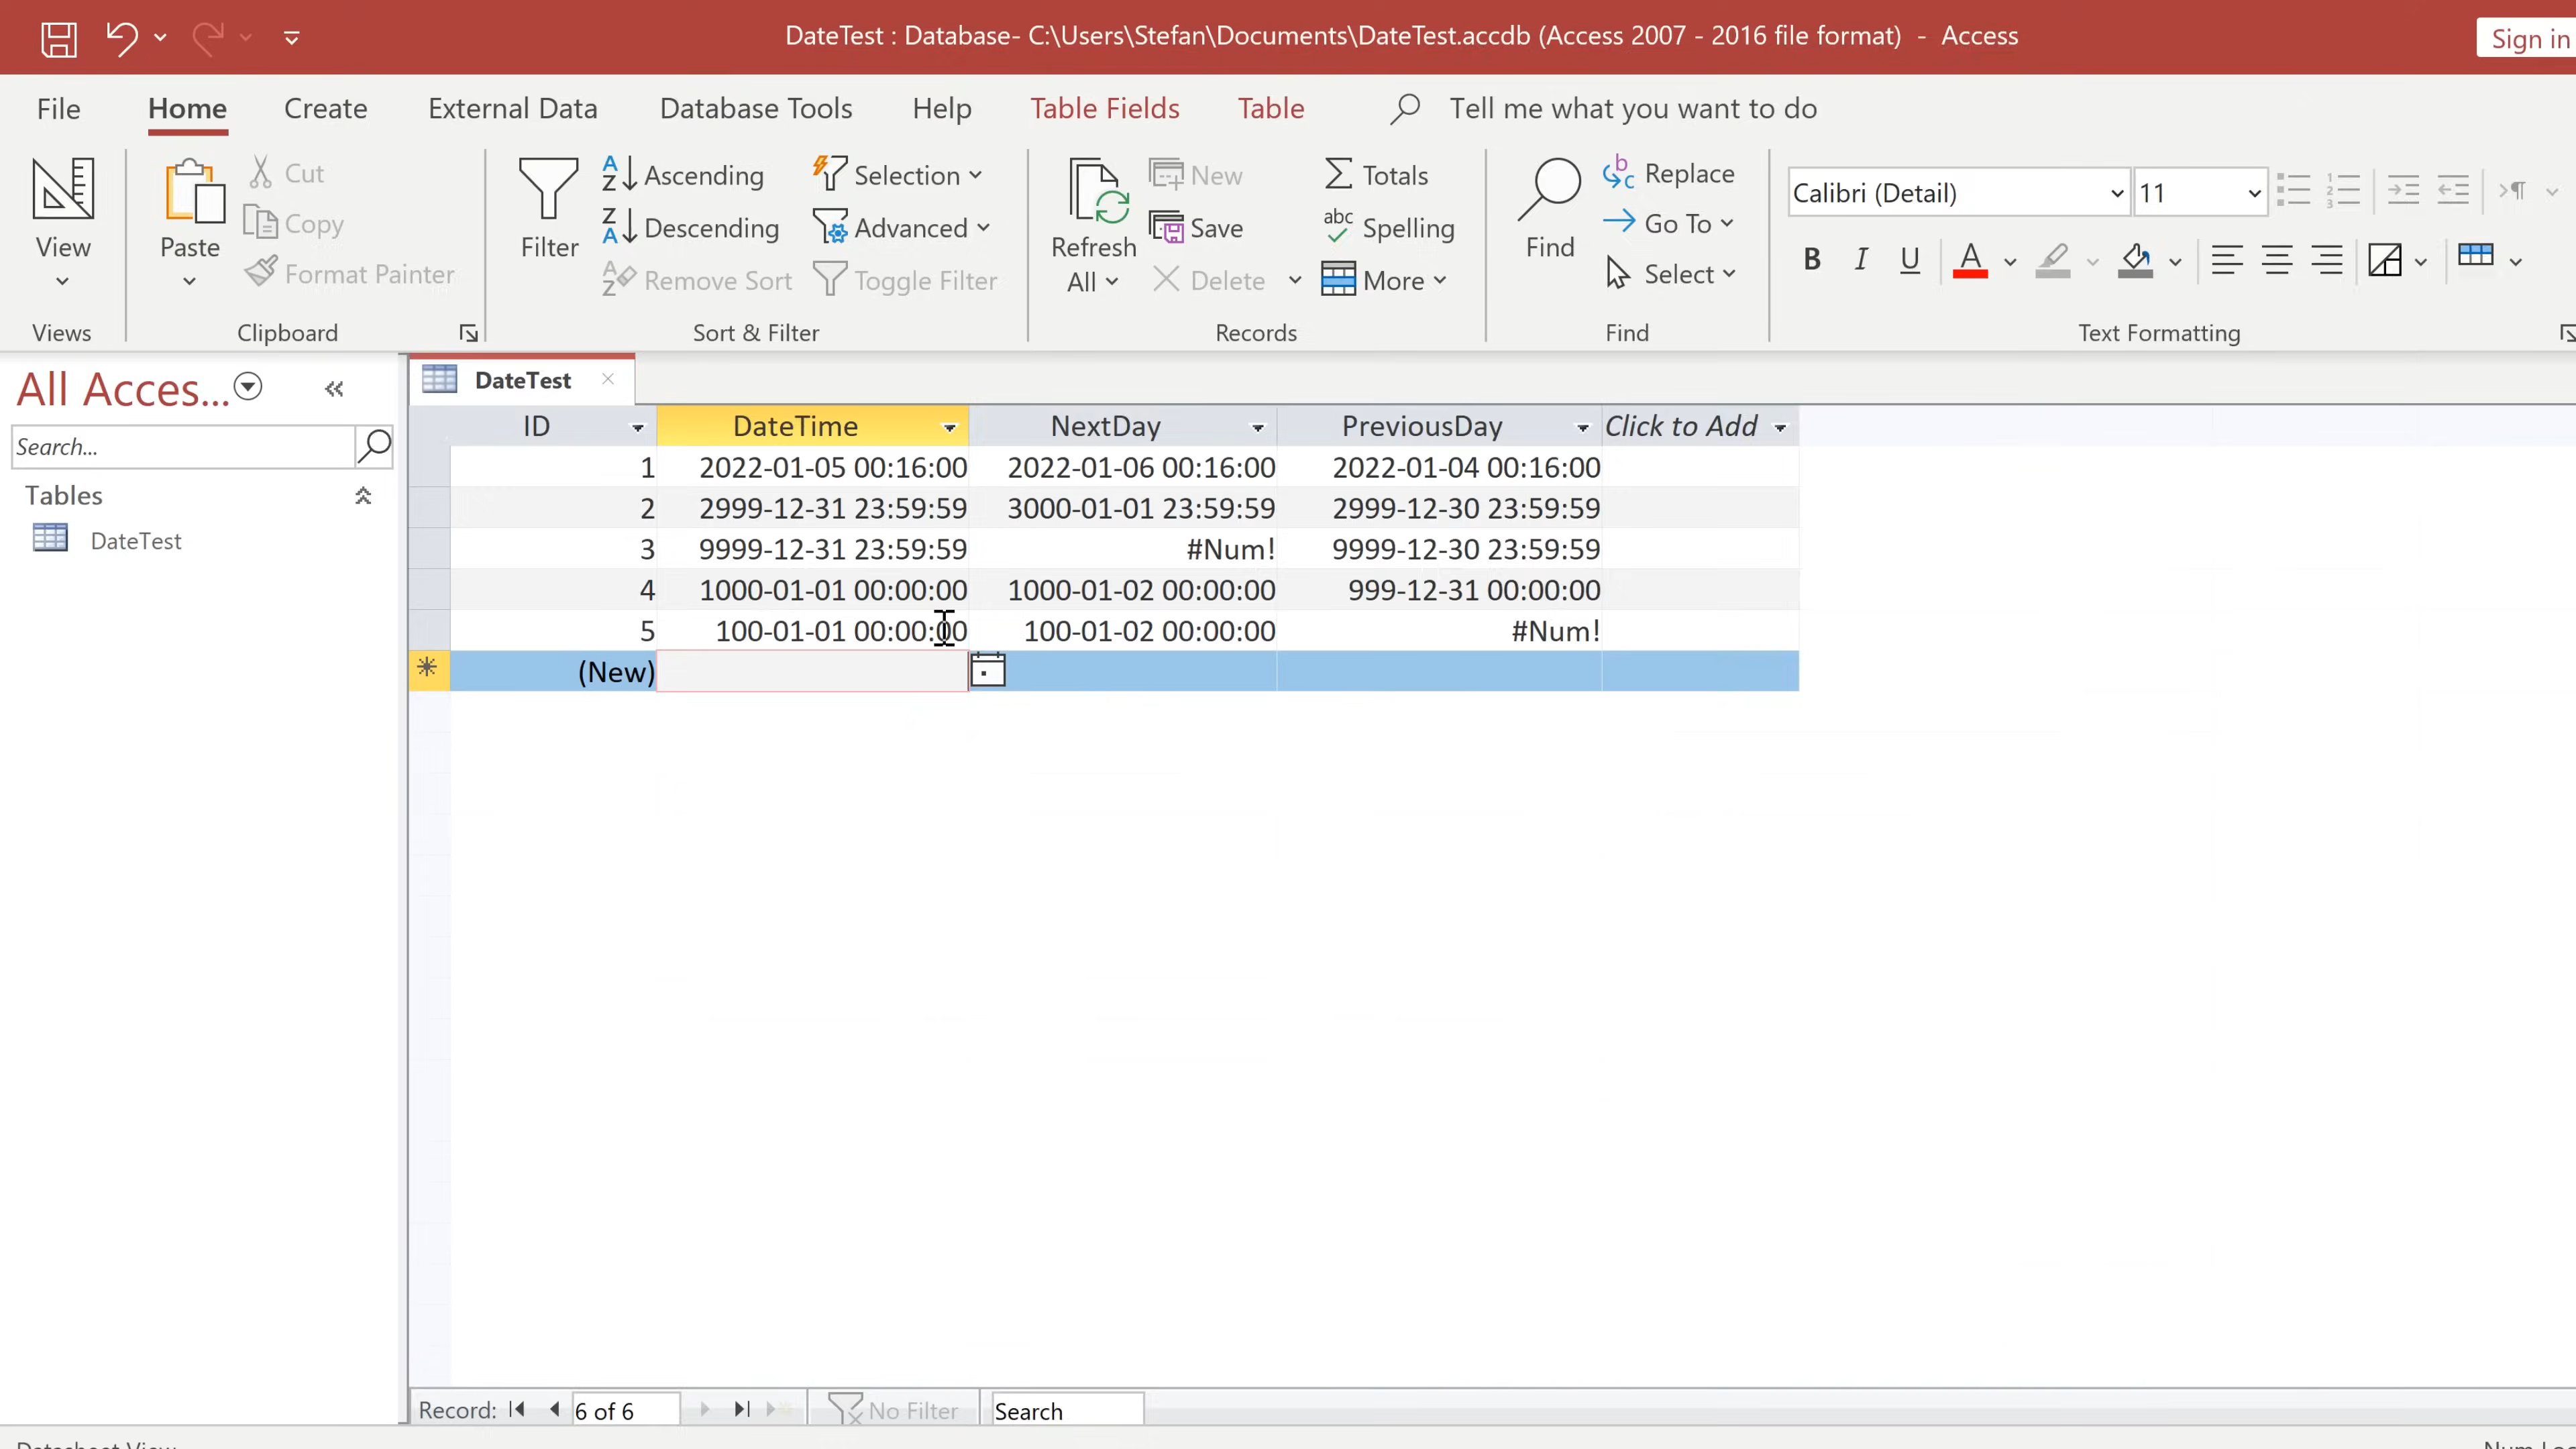 DateTest : Database- C:\Users\Stefan\Documents\DateTest.accdb (Access 2007 - 2016 file format) - Access
Sign in
File Home Create External Data Database Tools Help Table Fields Table Tell me what you want to do
View
Views
Paste
Cut
Copy
Format Painter
Clipboard
Filter
Ascending
Descending
Remove Sort
Selection
Advanced
Toggle Filter
Sort & Filter
Refresh
All
New
Save
Delete
Totals
Spelling
More
Records
Find
Replace
Go To
Select
Find
Calibri (Detail) 11
B I U A
Text Formatting
All Acces...
Search...
Tables
DateTest
DateTest
ID DateTime NextDay PreviousDay Click to Add
1 2022-01-05 00:16:00 2022-01-06 00:16:00 2022-01-04 00:16:00
2 2999-12-31 23:59:59 3000-01-01 23:59:59 2999-12-30 23:59:59
3 9999-12-31 23:59:59 #Num! 9999-12-30 23:59:59
4 1000-01-01 00:00:00 1000-01-02 00:00:00 999-12-31 00:00:00
5 100-01-01 00:00:00 100-01-02 00:00:00 #Num!
(New)
Record: 6 of 6 No Filter Search